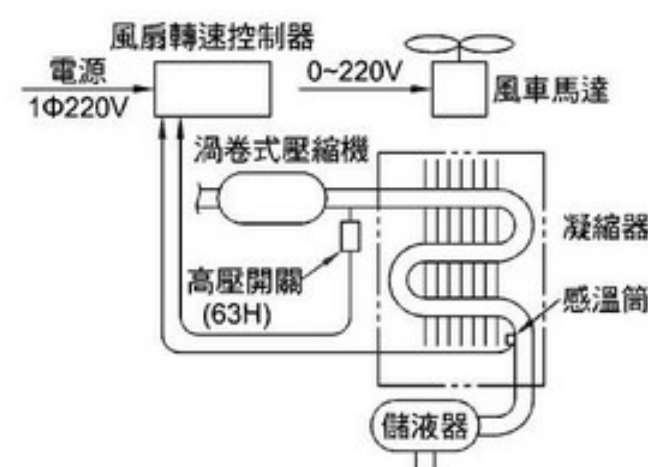 風扇轉速控制器
電源
1Φ220V
0~220V
風車馬達
渦卷式壓縮機
凝縮器
高壓開關
(63H)
感溫筒
儲液器